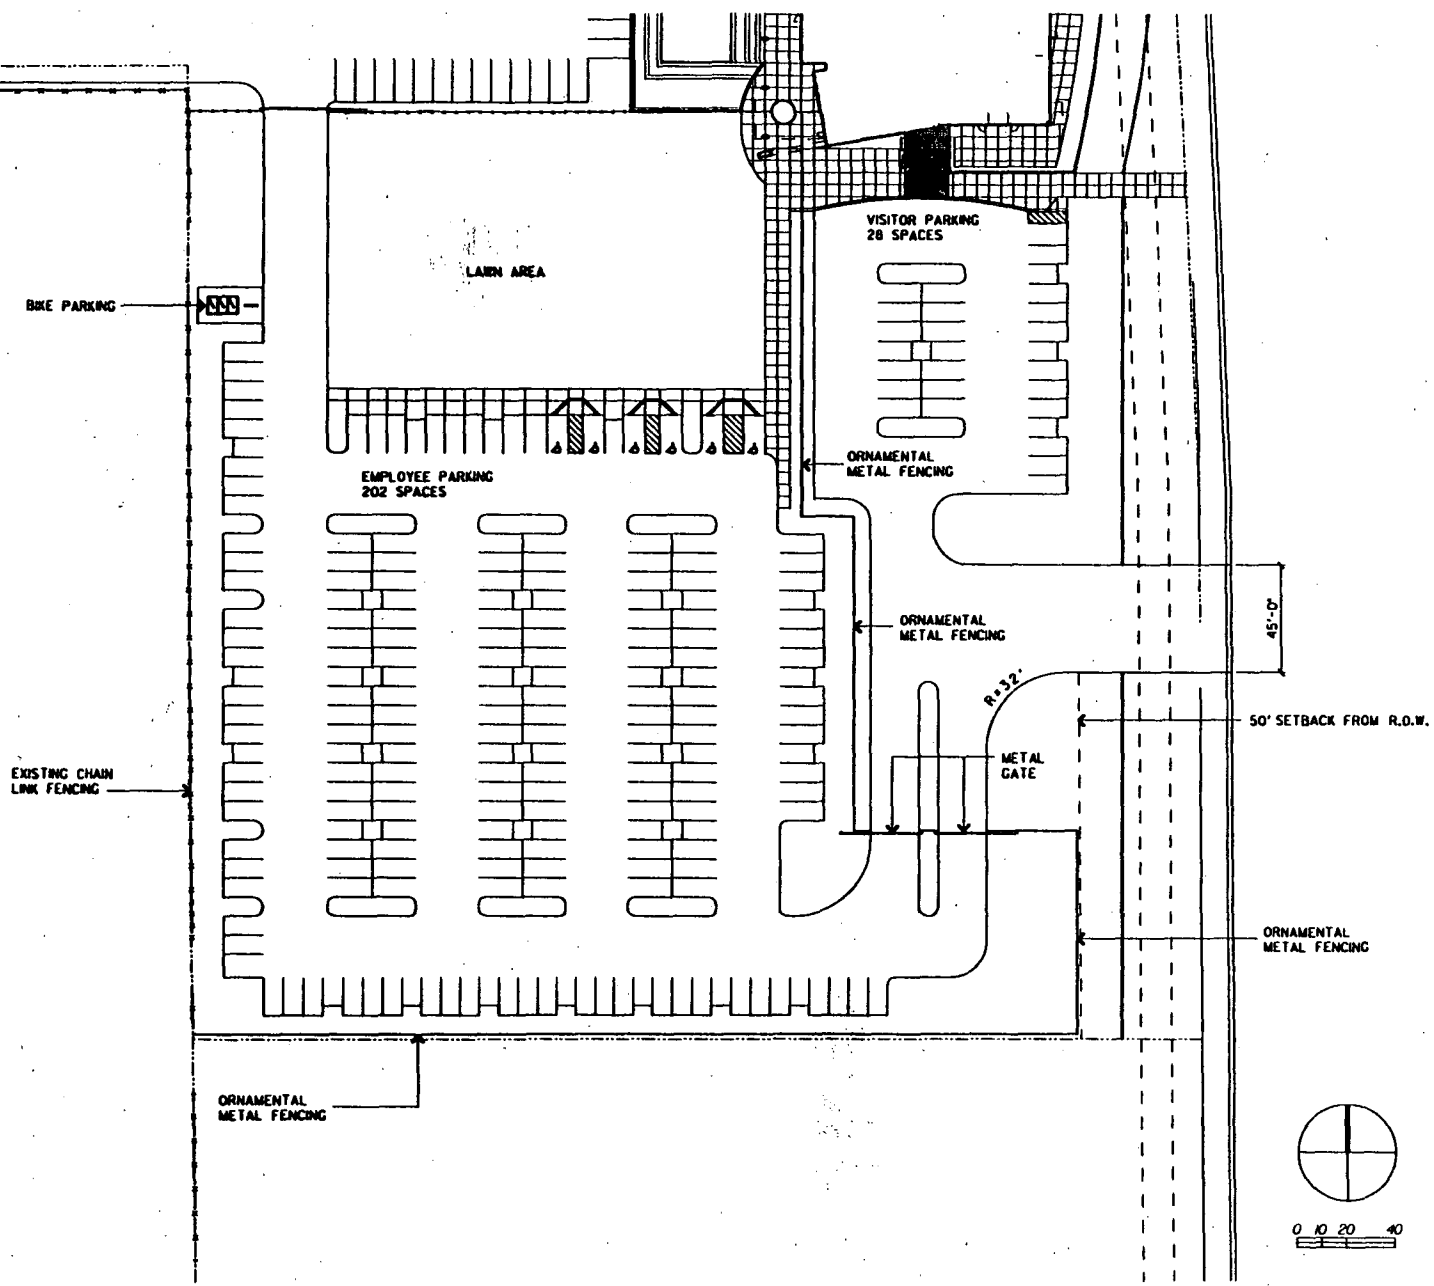 VISITOR PARKING
28 SPACES
LAWN AREA
BIKE PARKING
ORNAMENTAL
METAL FENCING
EMPLOYEE PARKING
202 SPACES
ORNAMENTAL
METAL FENCING
45'-0"
R=32'
50' SETBACK FROM R.O.W.
METAL
GATE
EXISTING CHAIN
LINK FENCING
ORNAMENTAL
METAL FENCING
ORNAMENTAL
METAL FENCING
0 10 20 40